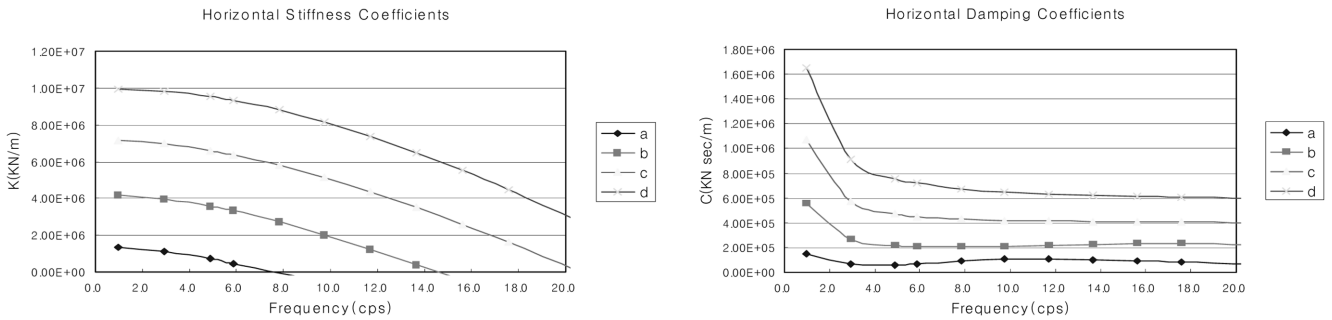 Horizontal Stiffness Coefficients
K(KN/m)
1.20E+07
1.00E+07
8.00E+06
6.00E+06
4.00E+06
2.00E+06
0.00E+00
0.0 2.0 4.0 6.0 8.0 10.0 12.0 14.0 16.0 18.0 20.0
Frequency(cps)
a
b
c
d
Horizontal Damping Coefficients
C(KN sec/m)
1.80E+06
1.60E+06
1.40E+06
1.20E+06
1.00E+06
8.00E+05
6.00E+05
4.00E+05
2.00E+05
0.00E+00
0.0 2.0 4.0 6.0 8.0 10.0 12.0 14.0 16.0 18.0 20.0
Frequency(cps)
a
b
c
d